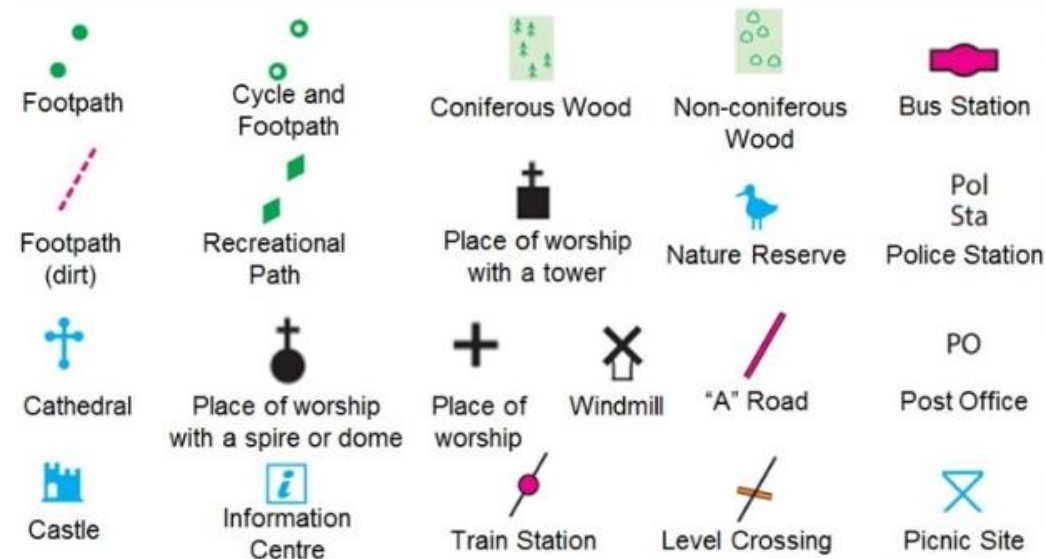 Footpath
Cycle and
Footpath
Coniferous Wood
Non-coniferous
Wood
Bus Station
Footpath
(dirt)
Recreational
Path
Place of worship
with a tower
Nature Reserve
Pol
Sta
Police Station
Cathedral
Place of worship
with a spire or dome
Place of
worship
Windmill
"A" Road
PO
Post Office
Castle
i
Information
Centre
Train Station
Level Crossing
Picnic Site